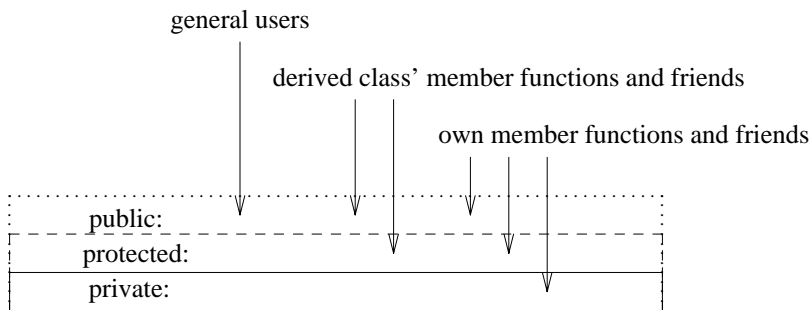 general users
derived class’ member functions and friends
own member functions and friends
public:
protected:
private: